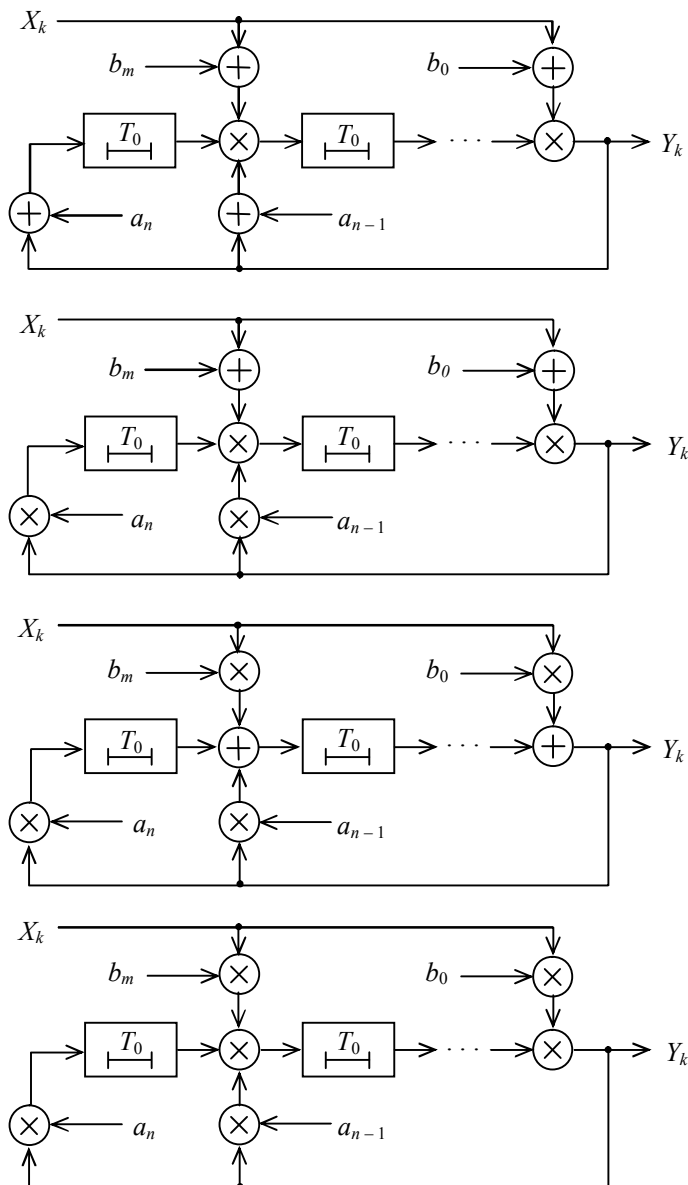 X_k
b_m b_0
T_0 T_0 · · · Y_k
a_n a_{n-1}
X_k
b_m b_0
T_0 T_0 · · · Y_k
a_n a_{n-1}
X_k
b_m b_0
T_0 T_0 · · · Y_k
a_n a_{n-1}
X_k
b_m b_0
T_0 T_0 · · · Y_k
a_n a_{n-1}